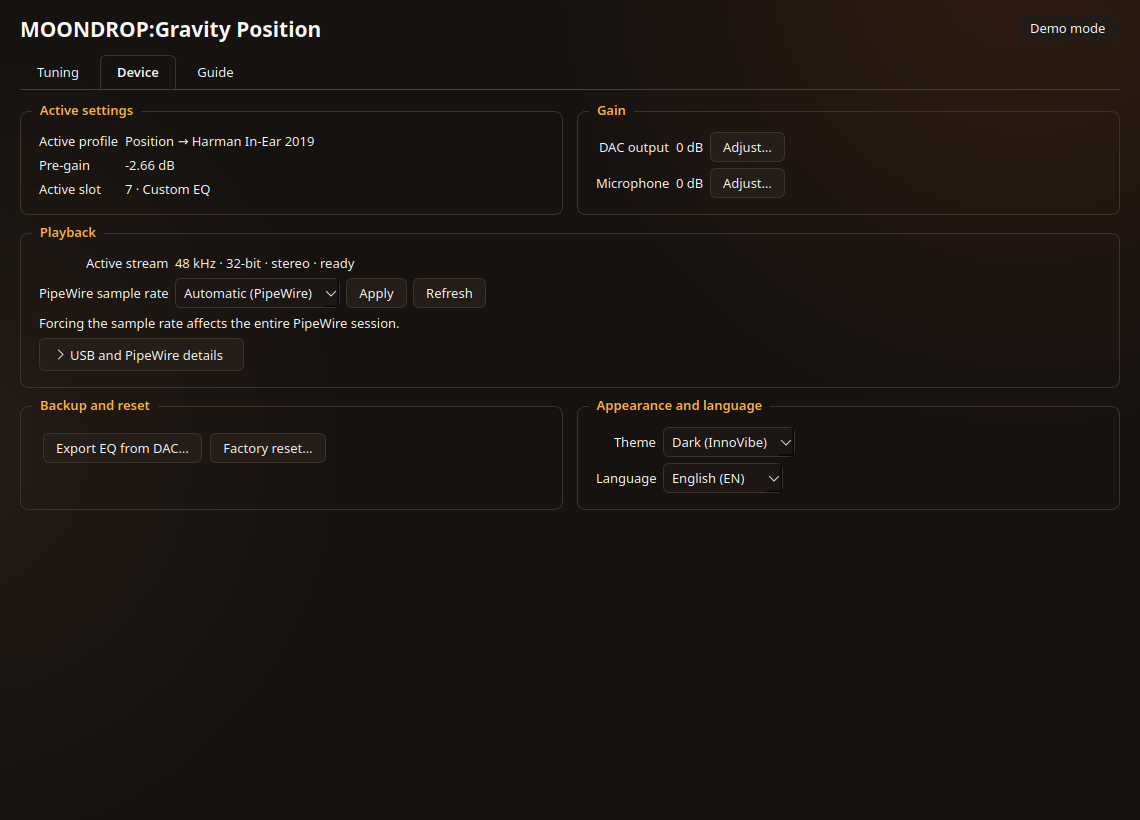 MOONDROP:Gravity Position
Demo mode
Tuning
Device
Guide
Active settings
Active profile Position → Harman In-Ear 2019
Pre-gain -2.66 dB
Active slot 7 · Custom EQ
Gain
DAC output 0 dB Adjust...
Microphone 0 dB Adjust...
Playback
Active stream 48 kHz · 32-bit · stereo · ready
PipeWire sample rate Automatic (PipeWire) Apply Refresh
Forcing the sample rate affects the entire PipeWire session.
USB and PipeWire details
Backup and reset
Export EQ from DAC... Factory reset...
Appearance and language
Theme Dark (InnoVibe)
Language English (EN)